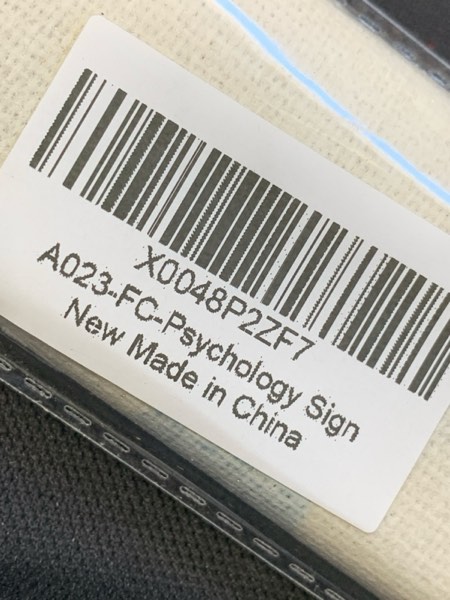 X0048P2ZF7
A023-FC-Psychology Sign
New Made in China